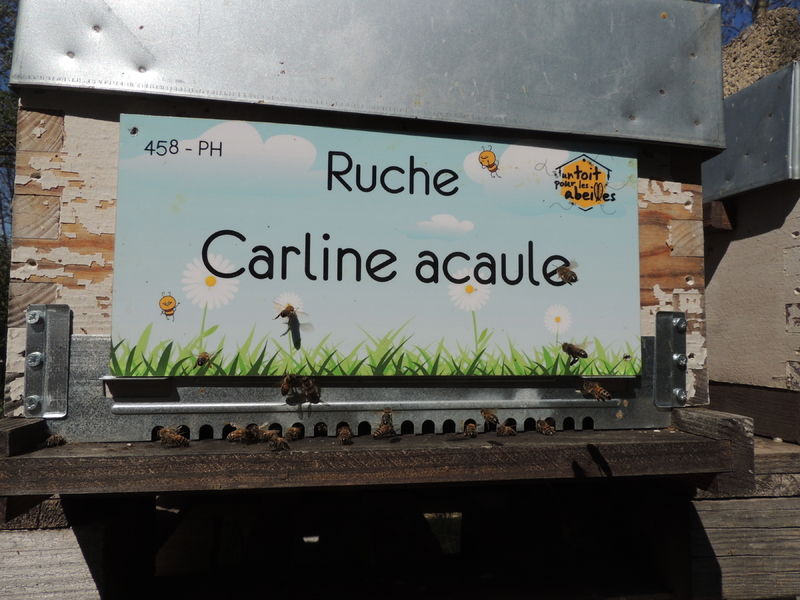 458 - PH
Ruche
un toit
pour les
abeilles
Carline acaule